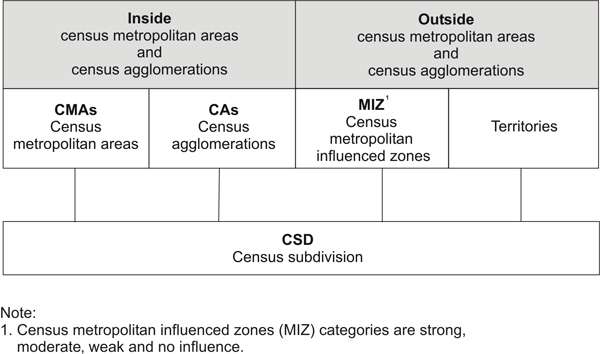 Inside
census metropolitan areas
and
census agglomerations
Outside
census metropolitan areas
and
census agglomerations
CMAs
Census
metropolitan areas
CAs
Census
agglomerations
MIZ¹
Census
metropolitan
influenced zones
Territories
CSD
Census subdivision
Note:
1. Census metropolitan influenced zones (MIZ) categories are strong,
moderate, weak and no influence.